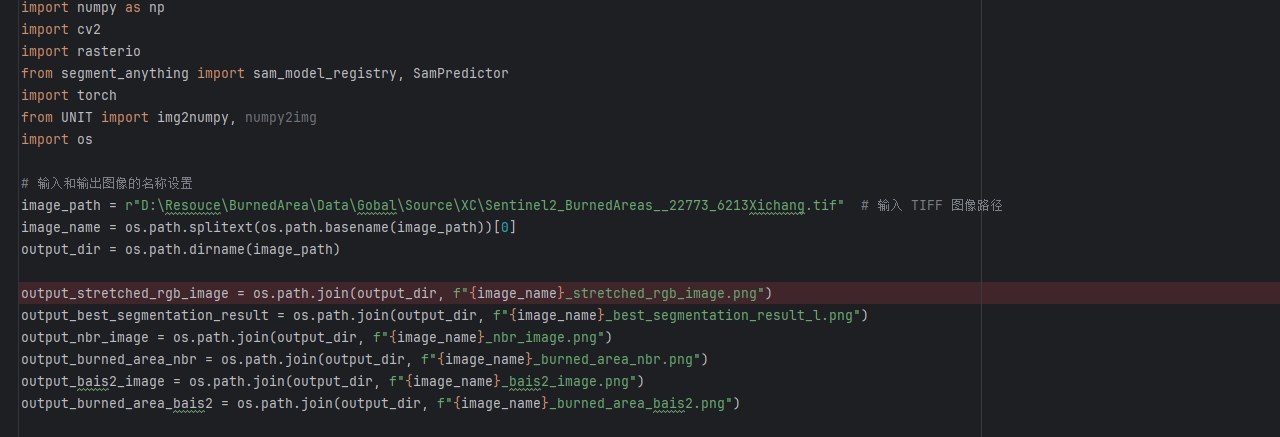 import numpy as np
import cv2
import rasterio
from segment_anything import sam_model_registry, SamPredictor
import torch
from UNIT import img2numpy, numpy2img
import os
# 输入和输出图像的名称设置
image_path = r"D:\Resouce\BurnedArea\Data\Gobal\Source\XC\Sentinel2_BurnedAreas__22773_6213Xichang.tif"  # 输入 TIFF 图像路径
image_name = os.path.splitext(os.path.basename(image_path))[0]
output_dir = os.path.dirname(image_path)
output_stretched_rgb_image = os.path.join(output_dir, f"{image_name}_stretched_rgb_image.png")
output_best_segmentation_result = os.path.join(output_dir, f"{image_name}_best_segmentation_result_l.png")
output_nbr_image = os.path.join(output_dir, f"{image_name}_nbr_image.png")
output_burned_area_nbr = os.path.join(output_dir, f"{image_name}_burned_area_nbr.png")
output_bais2_image = os.path.join(output_dir, f"{image_name}_bais2_image.png")
output_burned_area_bais2 = os.path.join(output_dir, f"{image_name}_burned_area_bais2.png")